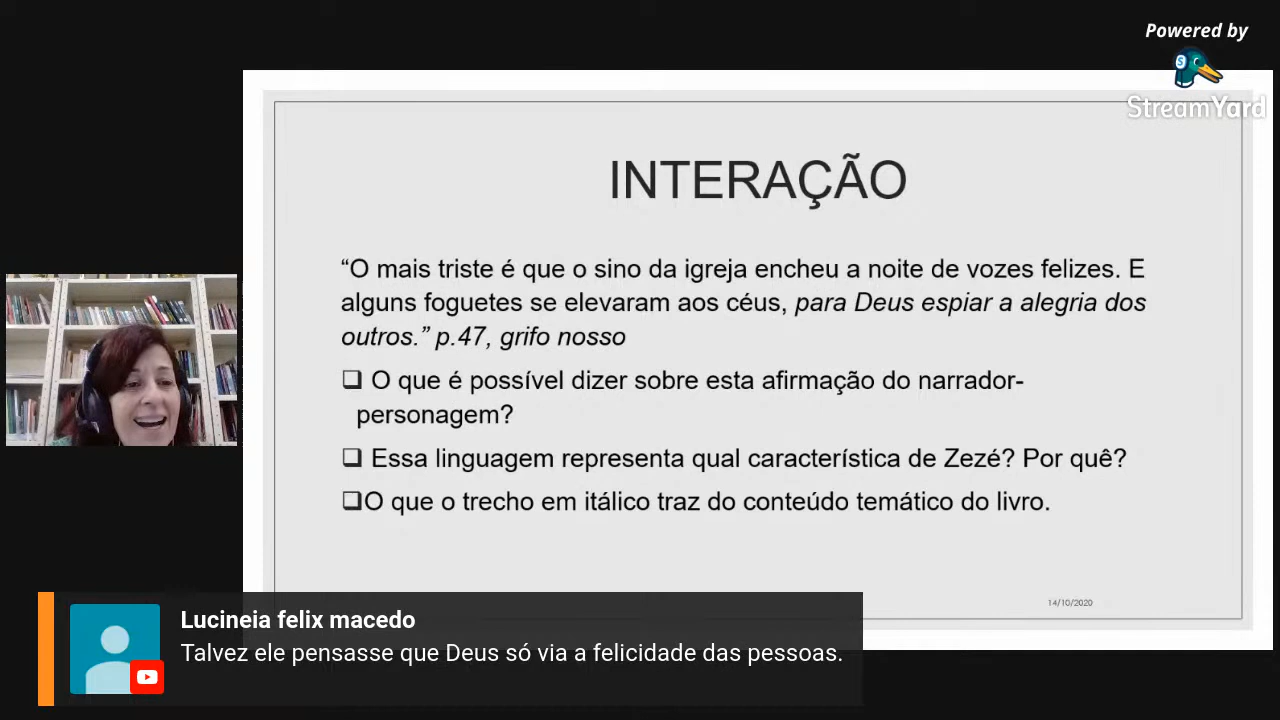 Powered by
StreamYard
INTERAÇÃO
“O mais triste é que o sino da igreja encheu a noite de vozes felizes. E
alguns foguetes se elevaram aos céus, para Deus espiar a alegria dos
outros.” p.47, grifo nosso
❑ O que é possível dizer sobre esta afirmação do narrador-
personagem?
❑ Essa linguagem representa qual característica de Zezé? Por quê?
❑O que o trecho em itálico traz do conteúdo temático do livro.
14/10/2020
Lucineia felix macedo
Talvez ele pensasse que Deus só via a felicidade das pessoas.